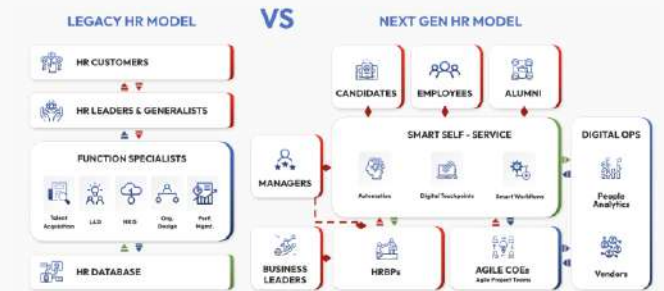 LEGACY HR MODEL
VS
NEXT GEN HR MODEL
HR CUSTOMERS
HR LEADERS & GENERALISTS
FUNCTION SPECIALISTS
Talent
Acquisition
L&D
HRIS
Org.
Design
Perf.
Mgmt.
HR DATABASE
CANDIDATES
EMPLOYEES
ALUMNI
SMART SELF - SERVICE
Automation
Digital Touchpoints
Smart Workflows
MANAGERS
BUSINESS
LEADERS
HRBPs
AGILE COEs
Agile Project Teams
DIGITAL OPS
People
Analytics
Vendors